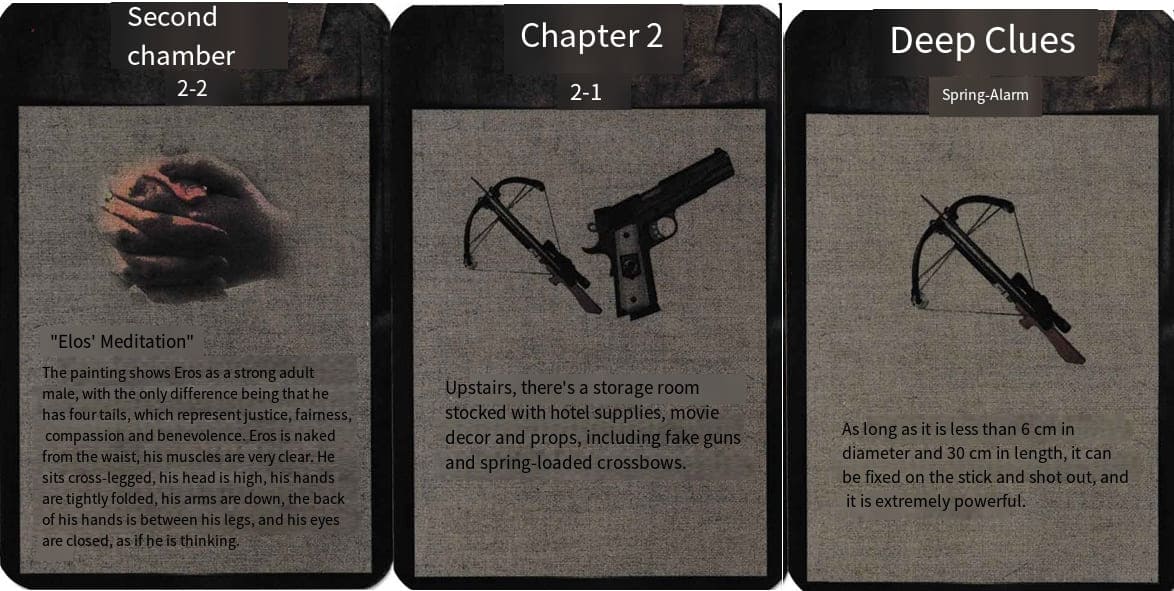 Second
chamber
2-2
"Elos' Meditation"
The painting shows Eros as a strong adult
male, with the only difference being that he
has four tails, which represent justice, fairness,
compassion and benevolence. Eros is naked
from the waist, his muscles are very clear. He
sits cross-legged, his head is high, his hands
are tightly folded, his arms are down, the back
of his hands is between his legs, and his eyes
are closed, as if he is thinking.
Chapter 2
2-1
Upstairs, there's a storage room
stocked with hotel supplies, movie
decor and props, including fake guns
and spring-loaded crossbows.
Deep Clues
Spring-Alarm
As long as it is less than 6 cm in
diameter and 30 cm in length, it can
be fixed on the stick and shot out, and
it is extremely powerful.